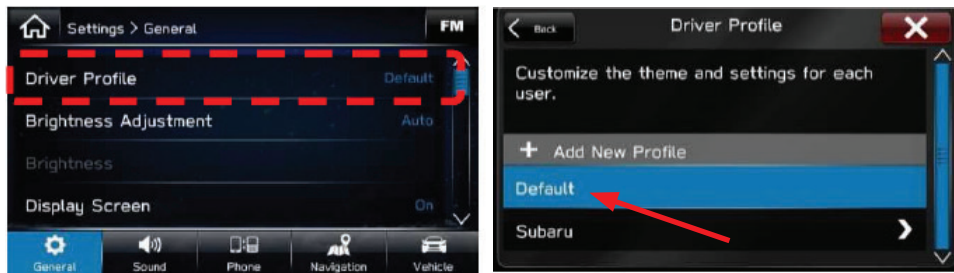 Settings > General
FM
Driver Profile Default
Brightness Adjustment Auto
Brightness
Display Screen On
General Sound Phone Navigation Vehicle
Back Driver Profile
Customize the theme and settings for each
user.
+ Add New Profile
Default
Subaru